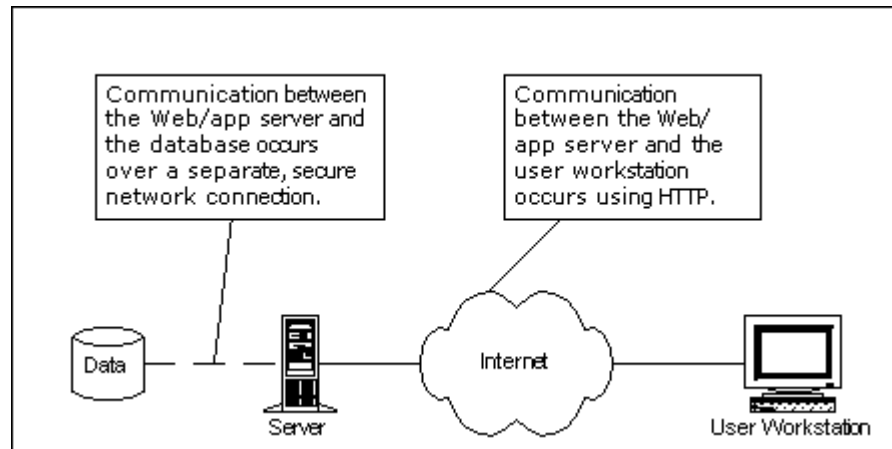 Communication between
the Web/app server and
the database occurs
over a separate, secure
network connection.
Communication
between the Web/
app server and the
user workstation
occurs using HTTP.
Data
Server
Internet
User Workstation